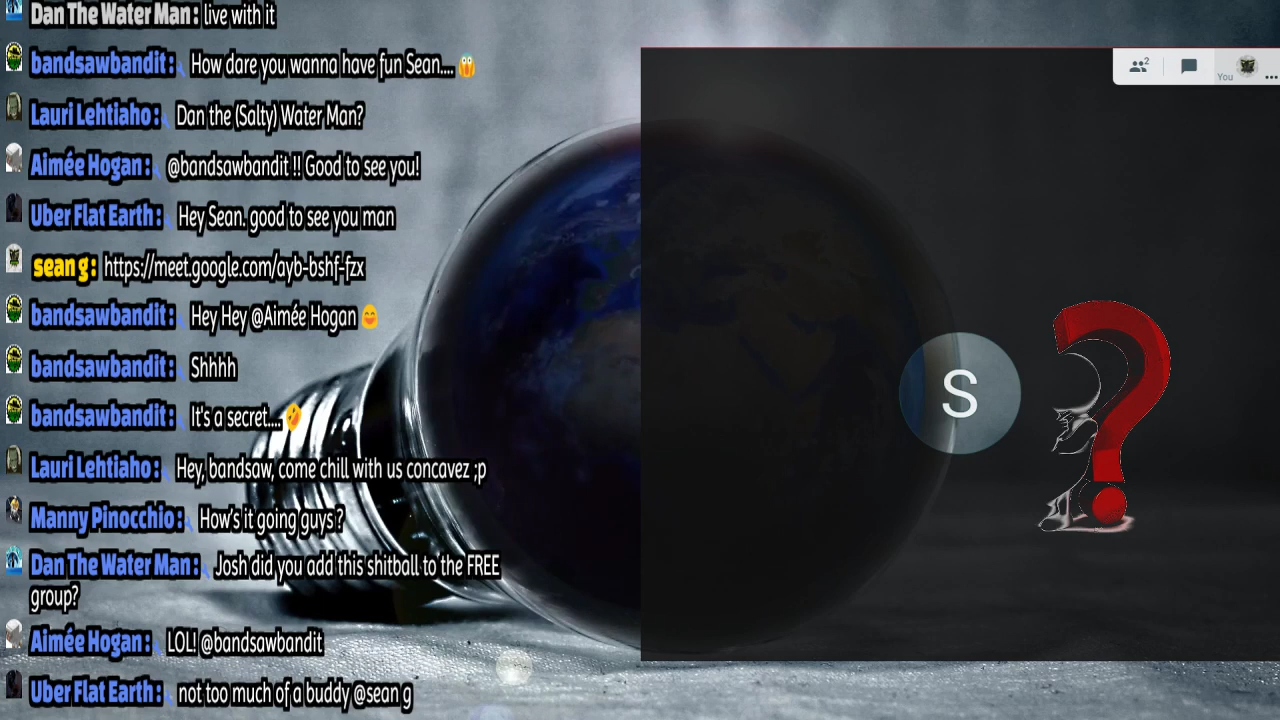 Dan The Water Man: live with it
bandsawbandit: How dare you wanna have fun Sean....
Lauri Lehtiaho: Dan the (Salty) Water Man?
Aimée Hogan: @bandsawbandit !! Good to see you!
Uber Flat Earth: Hey Sean. good to see you man
sean g: https://meet.google.com/ayb-bshf-fzx
bandsawbandit: Hey Hey @Aimée Hogan
bandsawbandit: Shhhh
bandsawbandit: It's a secret....
Lauri Lehtiaho: Hey, bandsaw, come chill with us concavez ;p
Manny Pinocchio: How's it going guys?
Dan The Water Man: Josh did you add this shitball to the FREE
group?
Aimée Hogan: LOL! @bandsawbandit
Uber Flat Earth: not too much of a buddy @sean g
2
You
...
S
?